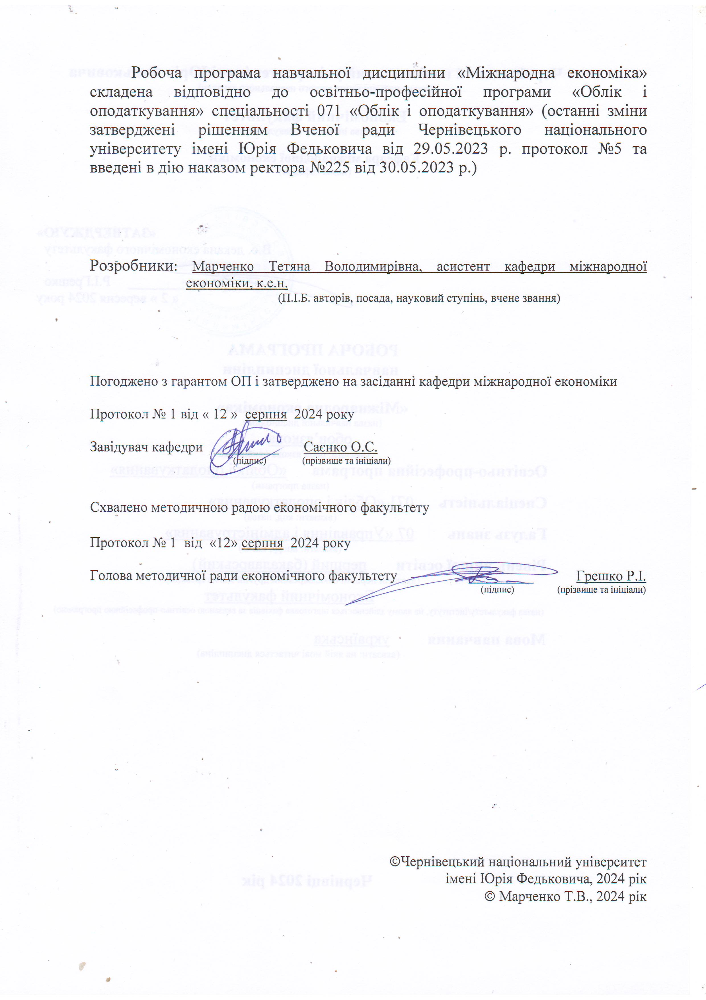 Робоча програма навчальної дисципліни «Міжнародна економіка»
складена відповідно до освітньо-професійної програми «Облік і
оподаткування» спеціальності 071 «Облік і оподаткування» (останні зміни
затверджені рішенням Вченої ради Чернівецького національного
університету імені Юрія Федьковича від 29.05.2023 р. протокол №5 та
введені в дію наказом ректора №225 від 30.05.2023 р.)
Розробники: Марченко Тетяна Володимирівна, асистент кафедри міжнародної
економіки, к.е.н.
(П.І.Б. авторів, посада, науковий ступінь, вчене звання)
Погоджено з гарантом ОП і затверджено на засіданні кафедри міжнародної економіки
Протокол № 1 від « 12 » серпня 2024 року
Завідувач кафедри Саєнко О.С.
(підпис) (прізвище та ініціали)
Схвалено методичною радою економічного факультету
Протокол № 1 від «12» серпня 2024 року
Голова методичної ради економічного факультету Грешко Р.І.
(підпис) (прізвище та ініціали)
©Чернівецький національний університет
імені Юрія Федьковича, 2024 рік
© Марченко Т.В., 2024 рік